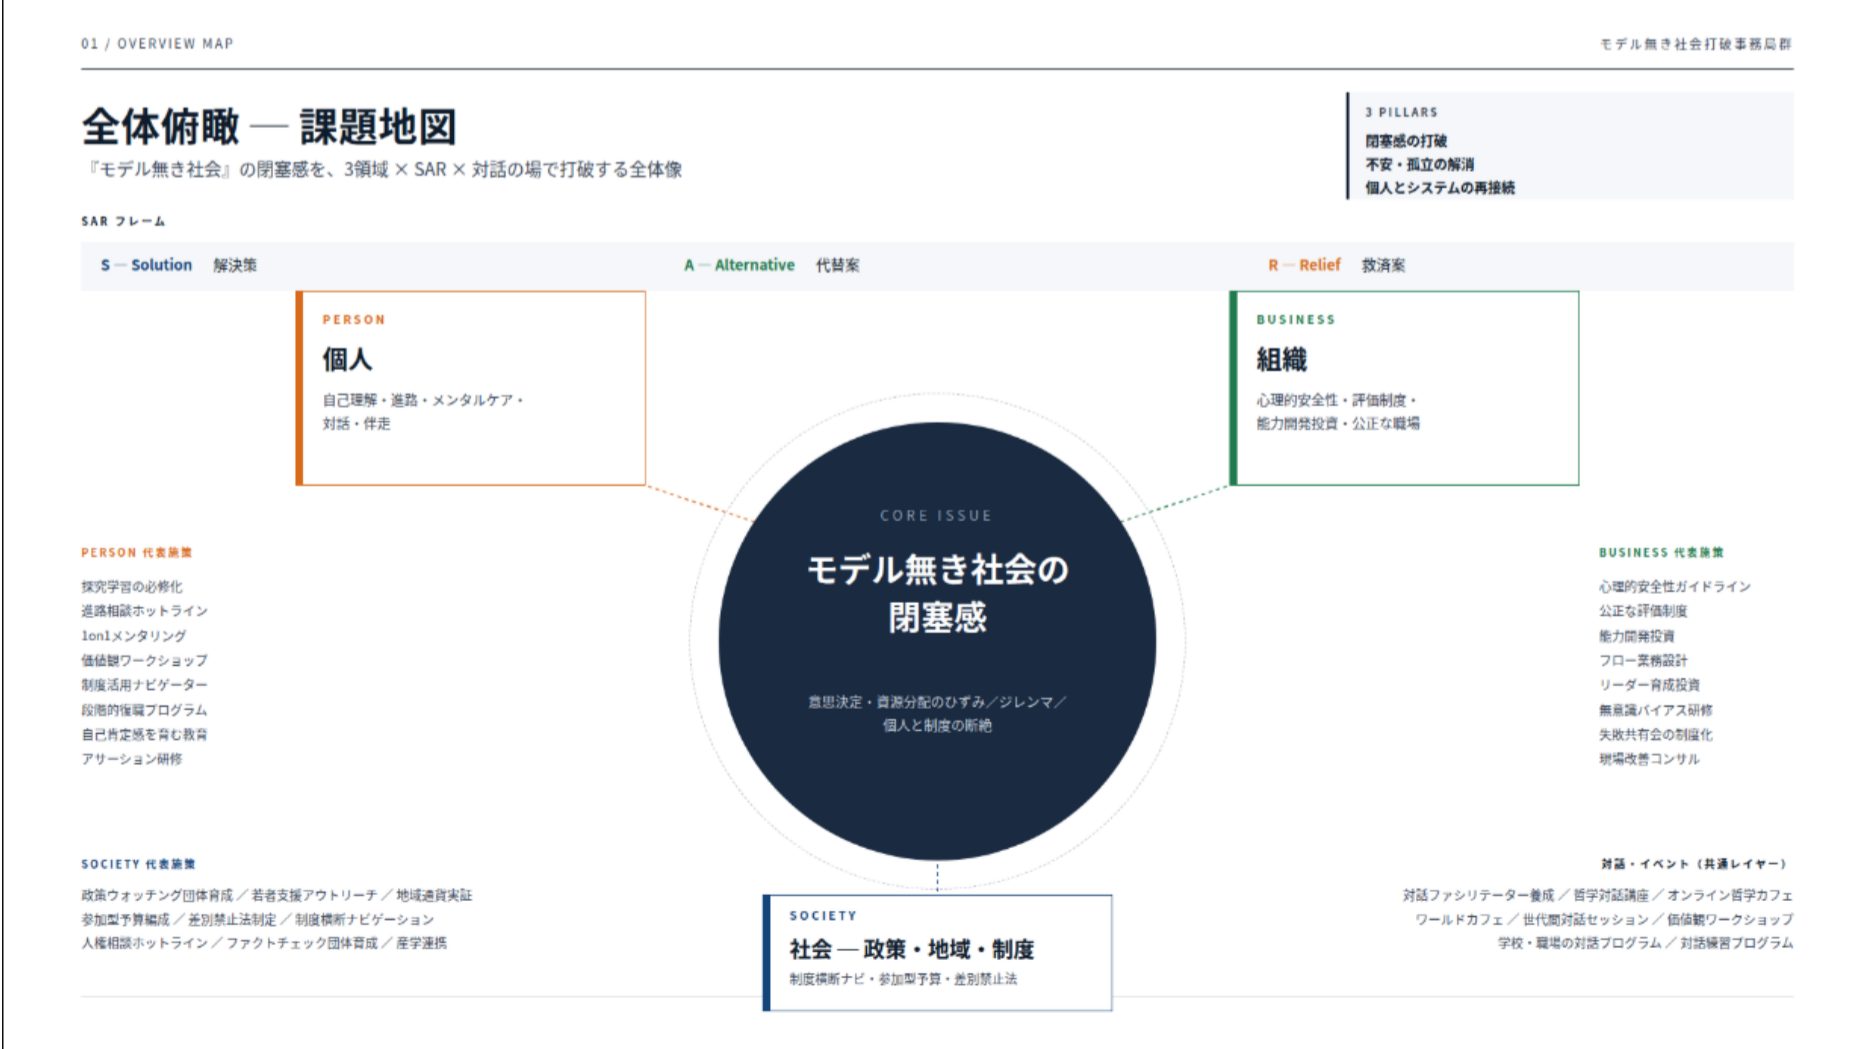 01 / OVERVIEW MAP
モデル無き社会打破事務局群
全体俯瞰 — 課題地図
『モデル無き社会』の閉塞感を、3領域 × SAR × 対話の場で打破する全体像
3 PILLARS
閉塞感の打破
不安・孤立の解消
個人とシステムの再接続
SAR フレーム
S — Solution 解決策
A — Alternative 代替案
R — Relief 救済案
PERSON
個人
自己理解・進路・メンタルケア・
対話・伴走
BUSINESS
組織
心理的安全性・評価制度・
能力開発投資・公正な職場
CORE ISSUE
モデル無き社会の
閉塞感
意思決定・資源分配のひずみ／ジレンマ／
個人と制度の断絶
PERSON 代表施策
探究学習の必修化
進路相談ホットライン
1on1メンタリング
価値観ワークショップ
制度活用ナビゲーター
段階的復職プログラム
自己肯定感を育む教育
アサーション研修
BUSINESS 代表施策
心理的安全性ガイドライン
公正な評価制度
能力開発投資
フロー業務設計
リーダー育成投資
無意識バイアス研修
失敗共有会の制度化
現場改善コンサル
SOCIETY 代表施策
政策ウォッチング団体育成 ／ 若者支援アウトリーチ ／ 地域通貨実証
参加型予算編成 ／ 差別禁止法制定 ／ 制度横断ナビゲーション
人権相談ホットライン ／ ファクトチェック団体育成 ／ 産学連携
SOCIETY
社会 — 政策・地域・制度
制度横断ナビ・参加型予算・差別禁止法
対話・イベント（共通レイヤー）
対話ファシリテーター養成 ／ 哲学対話講座 ／ オンライン哲学カフェ
ワールドカフェ ／ 世代間対話セッション ／ 価値観ワークショップ
学校・職場の対話プログラム ／ 対話練習プログラム